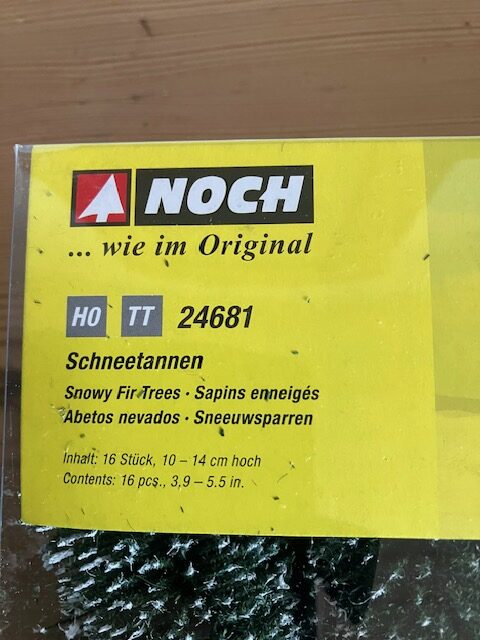 NOCH
... wie im Original
H0 TT 24681
Schneetannen
Snowy Fir Trees · Sapins enneigés
Abetos nevados · Sneeuwsparren
Inhalt: 16 Stück, 10 – 14 cm hoch
Contents: 16 pcs., 3,9 – 5.5 in.